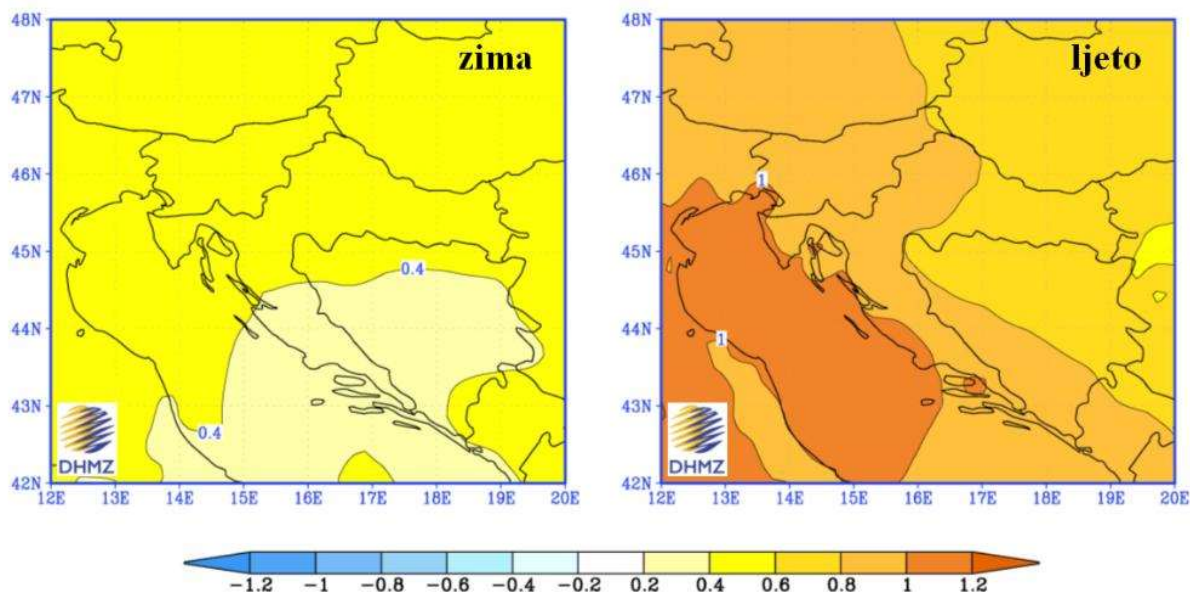 48N
47N
46N
45N
44N
43N
42N
12E 13E 14E 15E 16E 17E 18E 19E 20E
zima
0.4
0.4
DHMZ
48N
47N
46N
45N
44N
43N
42N
12E 13E 14E 15E 16E 17E 18E 19E 20E
ljeto
1
1
DHMZ
-1.2 -1 -0.8 -0.6 -0.4 -0.2 0.2 0.4 0.6 0.8 1 1.2